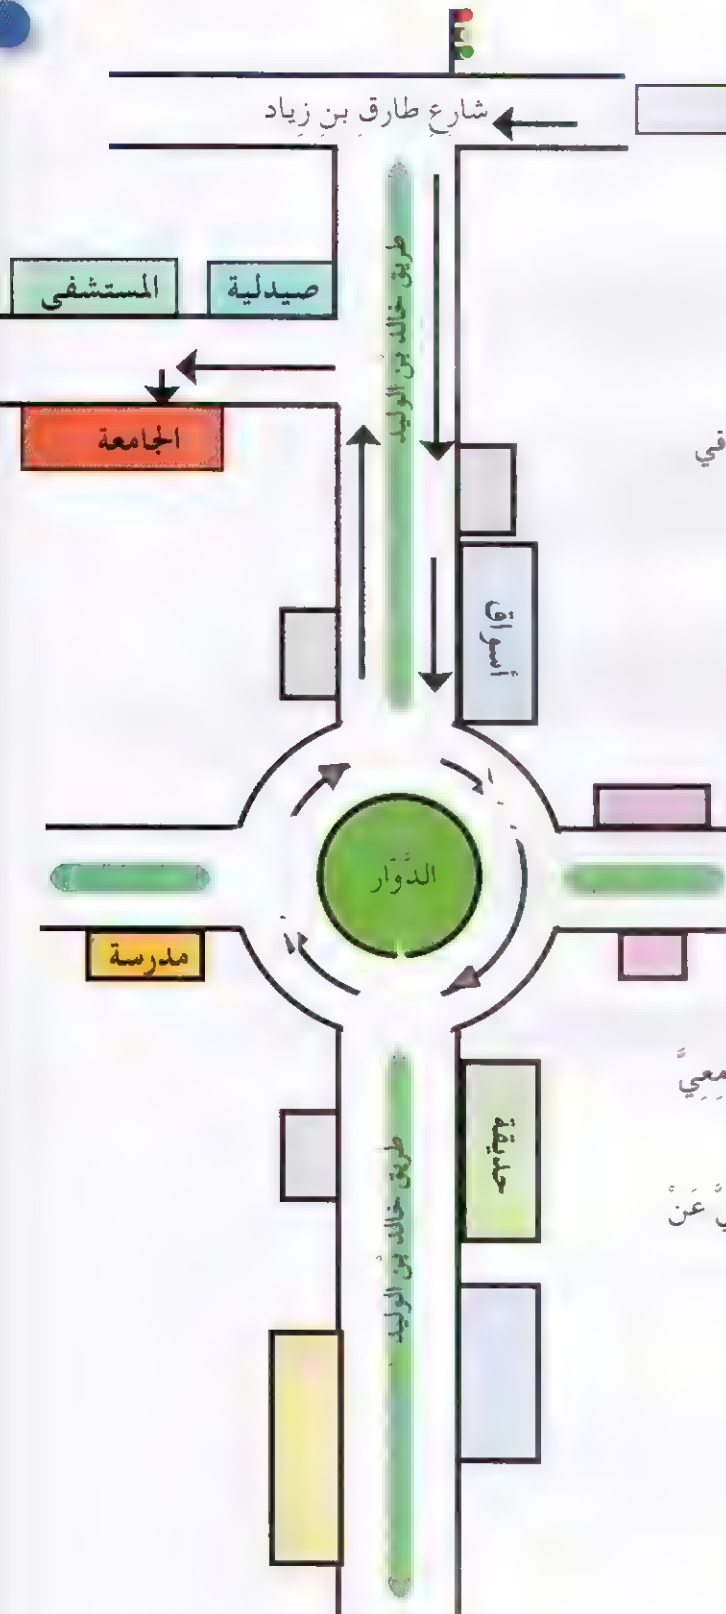 شارعِ طارقِ بنِ زِياد
طريق خالد بن الوليد
صيدلية
المستشفى
الجامعة
في
أسواق
الدَّوّار
مدرسة
حديقة
طريق خالد بن الوليد
عَنْ